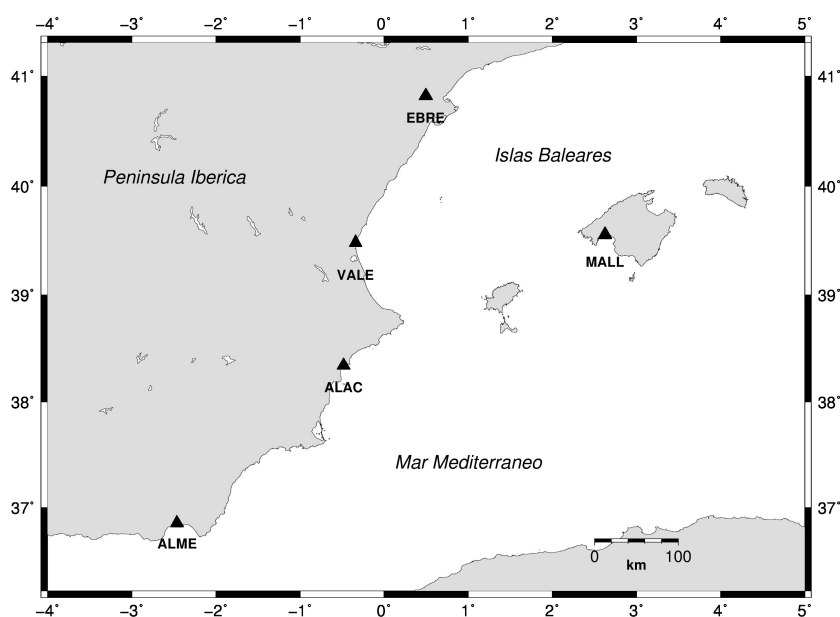 −4˚ −3˚ −2˚ −1˚ 0˚ 1˚ 2˚ 3˚ 4˚ 5˚
41˚ 41˚
EBRE
Islas Baleares
Peninsula Iberica
40˚ 40˚
VALE
MALL
39˚ 39˚
ALAC
38˚ 38˚
Mar Mediterraneo
37˚ 37˚
ALME
0 100
km
−4˚ −3˚ −2˚ −1˚ 0˚ 1˚ 2˚ 3˚ 4˚ 5˚